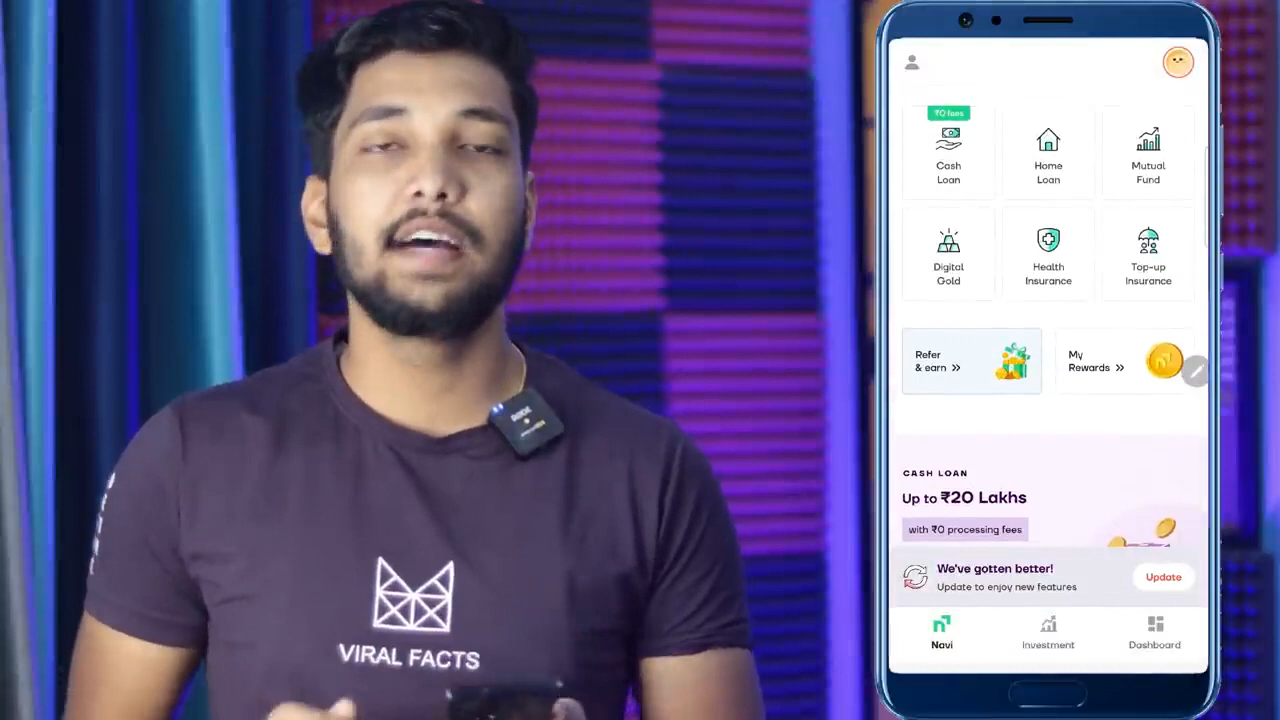 VIRAL FACTS
₹0 fees
Cash
Loan
Home
Loan
Mutual
Fund
Digital
Gold
Health
Insurance
Top-up
Insurance
Refer
& earn »
My
Rewards »
CASH LOAN
Up to ₹20 Lakhs
with ₹0 processing fees
We've gotten better!
Update to enjoy new features
Update
Navi
Investment
Dashboard